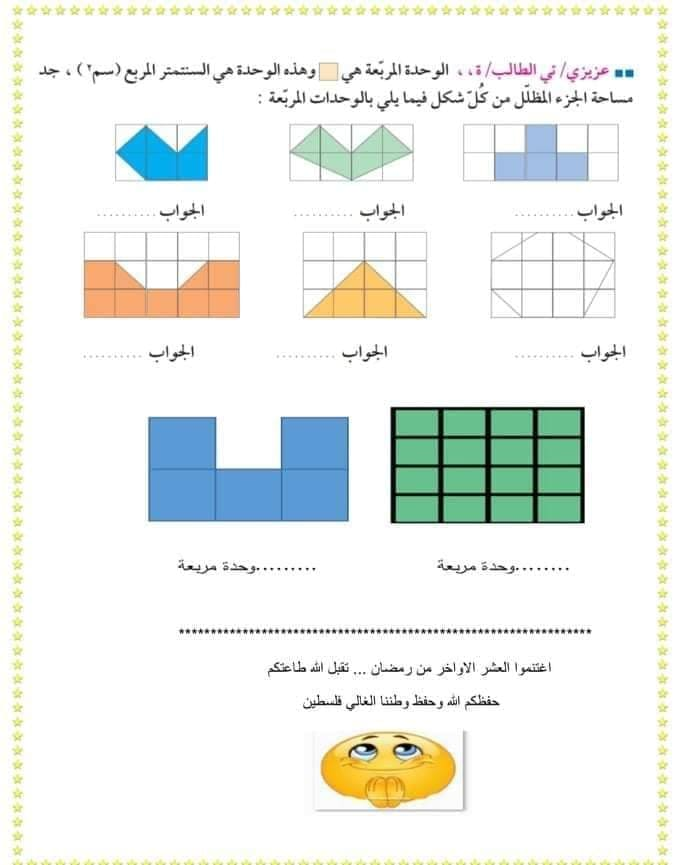 عزيزي/ تي الطالب/ ة،، الوحدة المربّعة هي وهذه الوحدة هي السنتمتر المربع (سم٢) ، جد
مساحة الجزء المظلّل من كُلّ شكل فيما يلي بالوحدات المربّعة :
الجواب ..........
الجواب ..........
الجواب ..........
الجواب ..........
الجواب ..........
الجواب ..........
........وحدة مربعة
.........وحدة مربعة
*****************************************************************
اغتنموا العشر الاواخر من رمضان ... تقبل الله طاعتكم
حفظكم الله وحفظ وطننا الغالي فلسطين